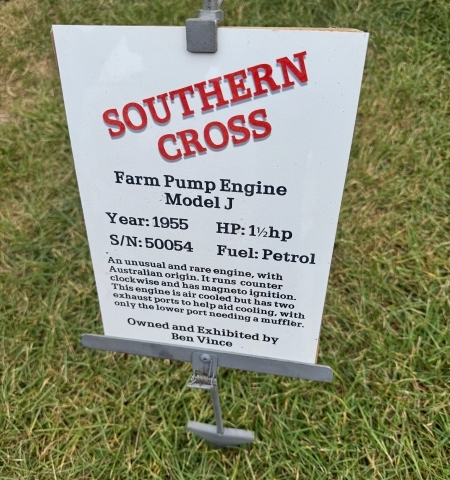 SOUTHERN
CROSS
Farm Pump Engine
Model J
Year: 1955 HP: 1½hp
S/N: 50054 Fuel: Petrol
An unusual and rare engine, with
Australian origin. It runs counter
clockwise and has magneto ignition.
This engine is air cooled but has two
exhaust ports to help aid cooling, with
only the lower port needing a muffler.
Owned and Exhibited by
Ben Vince